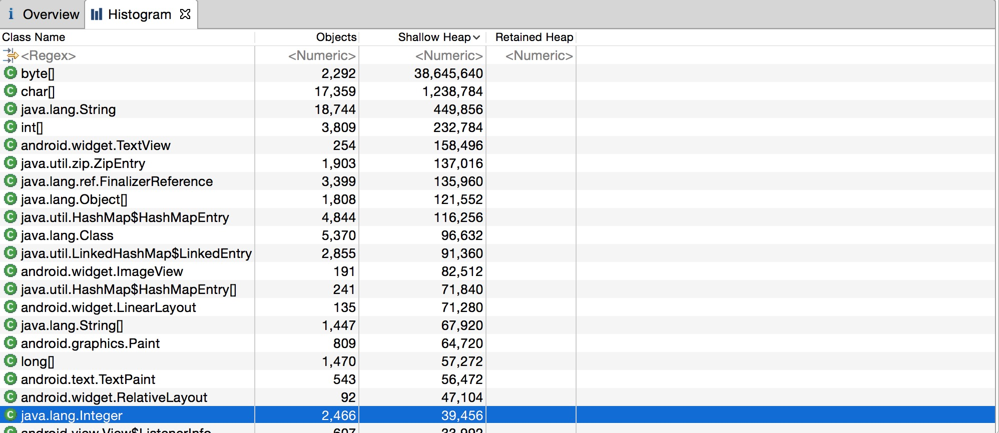 Overview Histogram
Class Name Objects Shallow Heap Retained Heap
<Regex> <Numeric> <Numeric> <Numeric>
byte[] 2,292 38,645,640
char[] 17,359 1,238,784
java.lang.String 18,744 449,856
int[] 3,809 232,784
android.widget.TextView 254 158,496
java.util.zip.ZipEntry 1,903 137,016
java.lang.ref.FinalizerReference 3,399 135,960
java.lang.Object[] 1,808 121,552
java.util.HashMap$HashMapEntry 4,844 116,256
java.lang.Class 5,370 96,632
java.util.LinkedHashMap$LinkedEntry 2,855 91,360
android.widget.ImageView 191 82,512
java.util.HashMap$HashMapEntry[] 241 71,840
android.widget.LinearLayout 135 71,280
java.lang.String[] 1,447 67,920
android.graphics.Paint 809 64,720
long[] 1,470 57,272
android.text.TextPaint 543 56,472
android.widget.RelativeLayout 92 47,104
java.lang.Integer 2,466 39,456
android.view.View$ListenerInfo 607 33,992